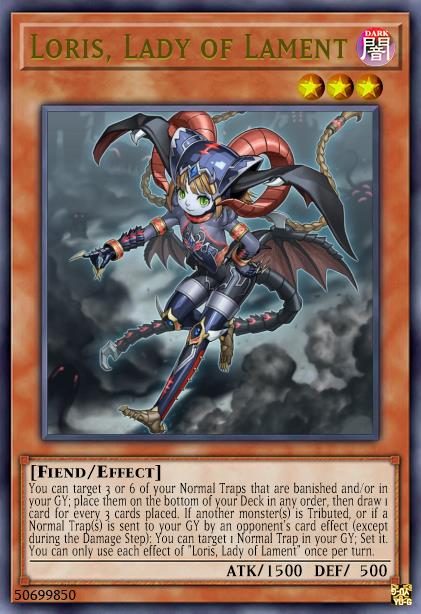 LORIS, LADY OF LAMENT
DARK
闇
[FIEND/EFFECT]
You can target 3 or 6 of your Normal Traps that are banished and/or in
your GY; place them on the bottom of your Deck in any order, then draw 1
card for every 3 cards placed. If another monster(s) is Tributed, or if a
Normal Trap(s) is sent to your GY by an opponent's card effect (except
during the Damage Step): You can target 1 Normal Trap in your GY; Set it.
You can only use each effect of "Loris, Lady of Lament" once per turn.
ATK/1500 DEF/ 500
50699850